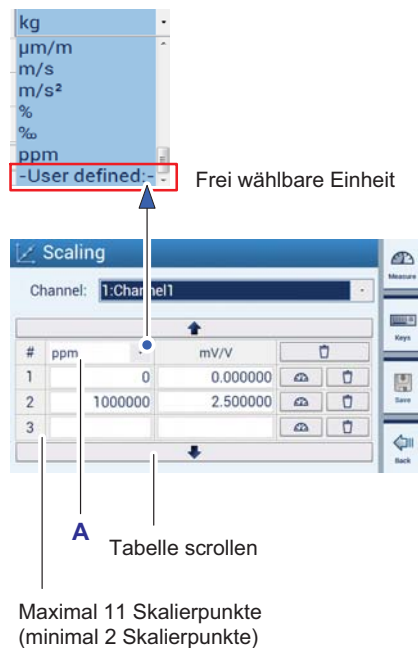 kg
µm/m
m/s
m/s²
%
‰
ppm
-User defined:-
Frei wählbare Einheit
Scaling
Measure
Channel: 1:Channel1
Keys
# ppm mV/V
1 0 0.000000
2 1000000 2.500000
Save
3
Back
A
Tabelle scrollen
Maximal 11 Skalierpunkte
(minimal 2 Skalierpunkte)